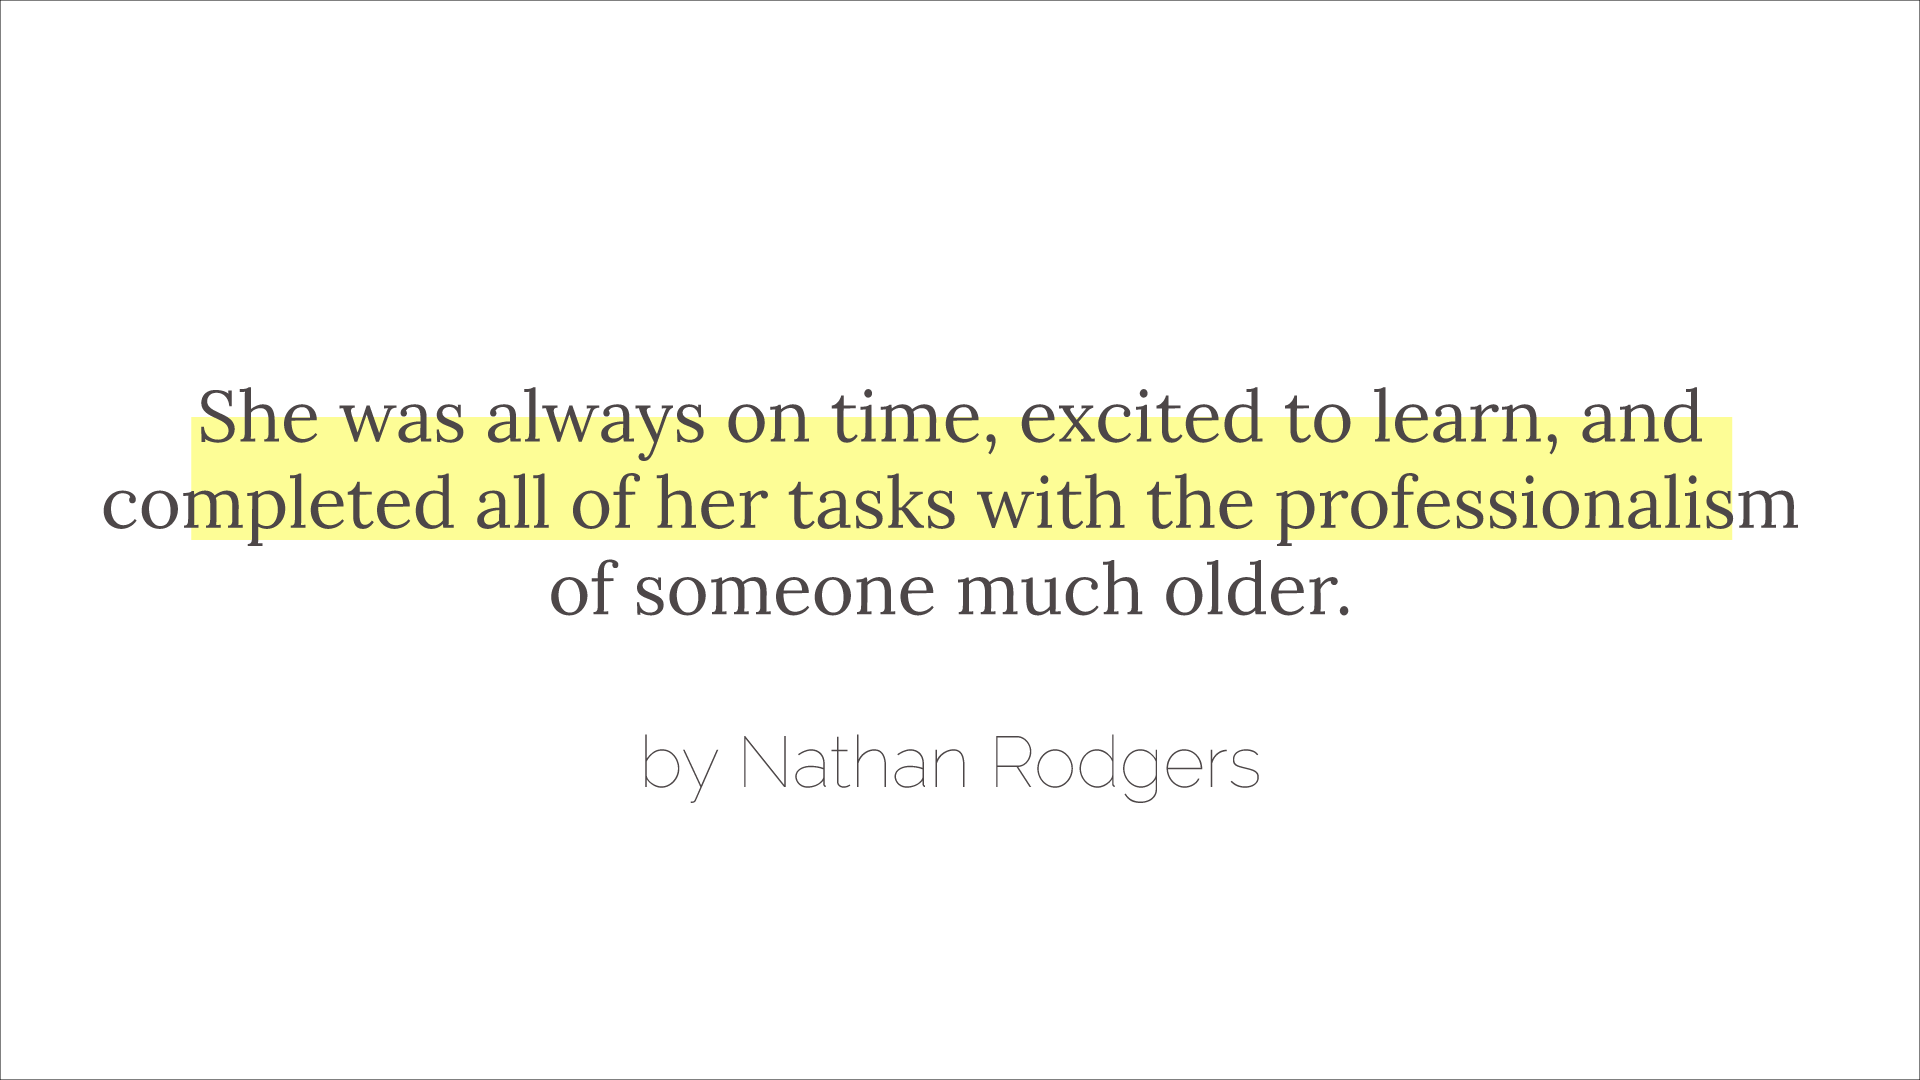 She was always on time, excited to learn, and
completed all of her tasks with the professionalism
of someone much older.
by Nathan Rodgers